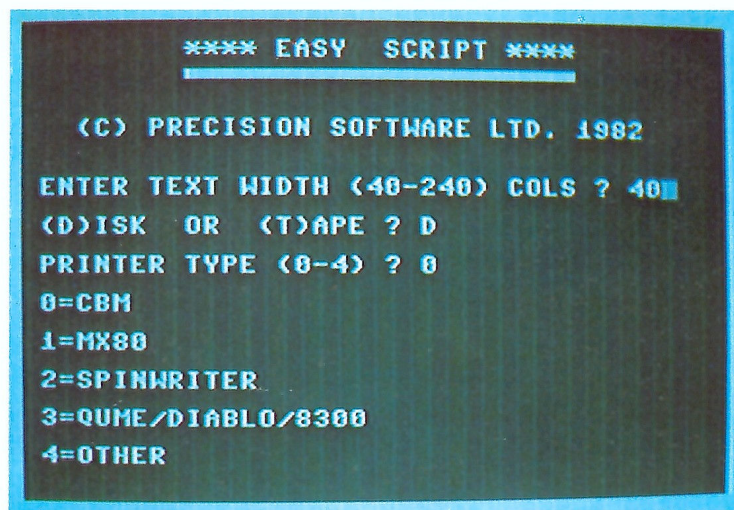 **** EASY SCRIPT ****
(C) PRECISION SOFTWARE LTD. 1982
ENTER TEXT WIDTH (40-240) COLS ? 40
(D)ISK OR (T)APE ? D
PRINTER TYPE (0-4) ? 0
0=CBM
1=MX80
2=SPINWRITER
3=QUME/DIABLO/8300
4=OTHER